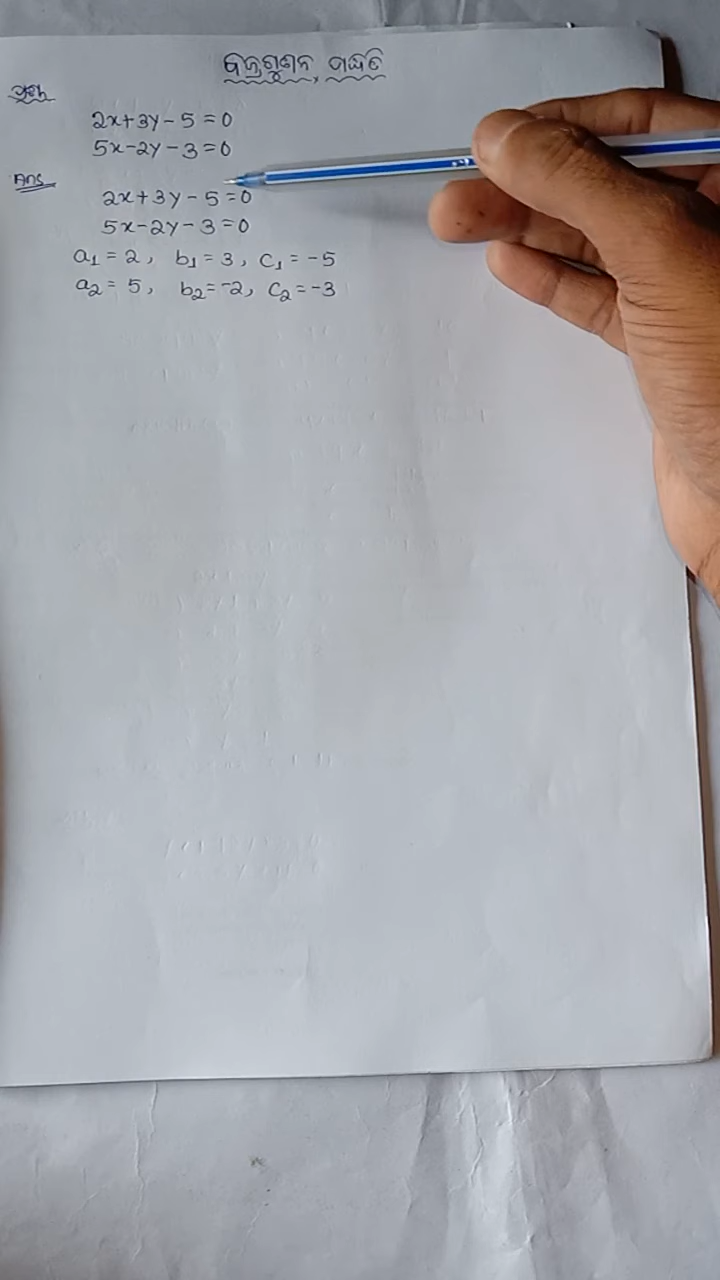 ବଜ୍ରଗୁଣନ ପଦ୍ଧତି
ପ୍ରଶ୍ନ
2x+3y-5=0
5x-2y-3=0
Ans
2x+3y-5=0
5x-2y-3=0
a₁=2, b₁=3, c₁=-5
a₂=5, b₂=-2, c₂=-3